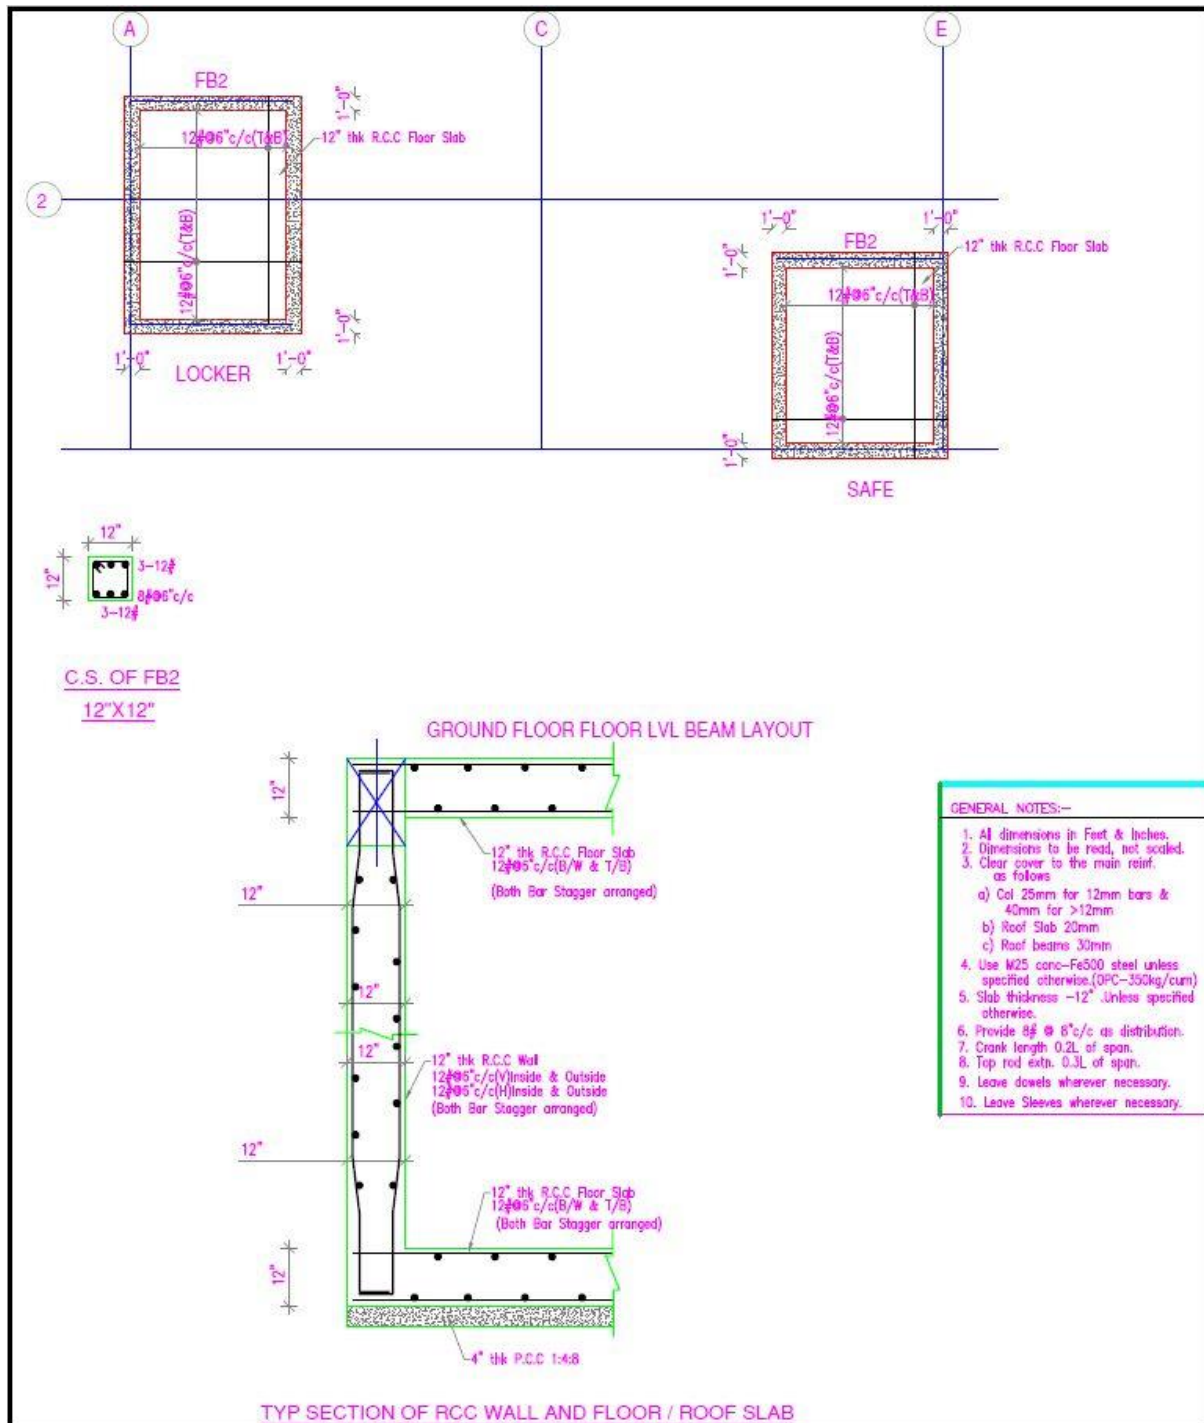 A
C
E
FB2
1'-0"
12#@6"c/c(T&B)
12" thk R.C.C Floor Slab
2
12#@6"c/c(T&B)
1'-0"
1'-0"
1'-0"
LOCKER
1'-0"
1'-0"
FB2
12" thk R.C.C Floor Slab
1'-0"
12#@6"c/c(T&B)
12#@6"c/c(T&B)
1'-0"
SAFE
12"
12"
3-12#
8#@6"c/c
3-12#
C.S. OF FB2
12"X12"
GROUND FLOOR FLOOR LVL BEAM LAYOUT
12"
12" thk R.C.C Floor Slab
12#@6"c/c(B/W & T/B)
(Both Bar Stagger arranged)
12"
12"
12"
12" thk R.C.C Wall
12#@6"c/c(V)Inside & Outside
12#@6"c/c(H)Inside & Outside
(Both Bar Stagger arranged)
12"
12" thk R.C.C Floor Slab
12#@6"c/c(B/W & T/B)
(Both Bar Stagger arranged)
12"
4" thk P.C.C 1:4:8
TYP SECTION OF RCC WALL AND FLOOR / ROOF SLAB
GENERAL NOTES:-
1. All dimensions in Feet & Inches.
2. Dimensions to be read, not scaled.
3. Clear cover to the main reinf.
as follows
a) Col 25mm for 12mm bars &
40mm for >12mm
b) Roof Slab 20mm
c) Roof beams 30mm
4. Use M25 conc-Fe500 steel unless
specified otherwise.(OPC-350kg/cum)
5. Slab thickness -12" .Unless specified
otherwise.
6. Provide 8# @ 8"c/c as distribution.
7. Crank length 0.2L of span.
8. Top rod extn. 0.3L of span.
9. Leave dowels wherever necessary.
10. Leave Sleeves wherever necessary.